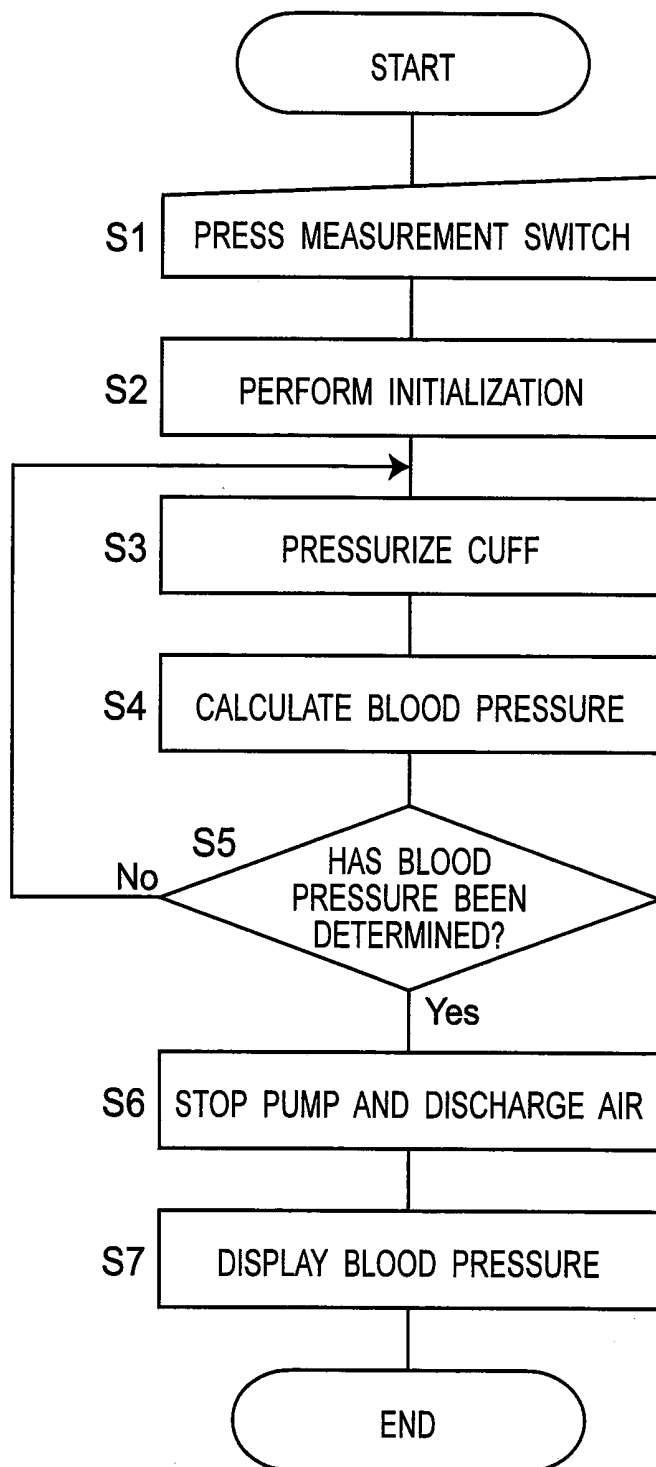 START
S1 PRESS MEASUREMENT SWITCH
S2 PERFORM INITIALIZATION
S3 PRESSURIZE CUFF
S4 CALCULATE BLOOD PRESSURE
S5
HAS BLOOD
PRESSURE BEEN
DETERMINED?
No
Yes
S6 STOP PUMP AND DISCHARGE AIR
S7 DISPLAY BLOOD PRESSURE
END